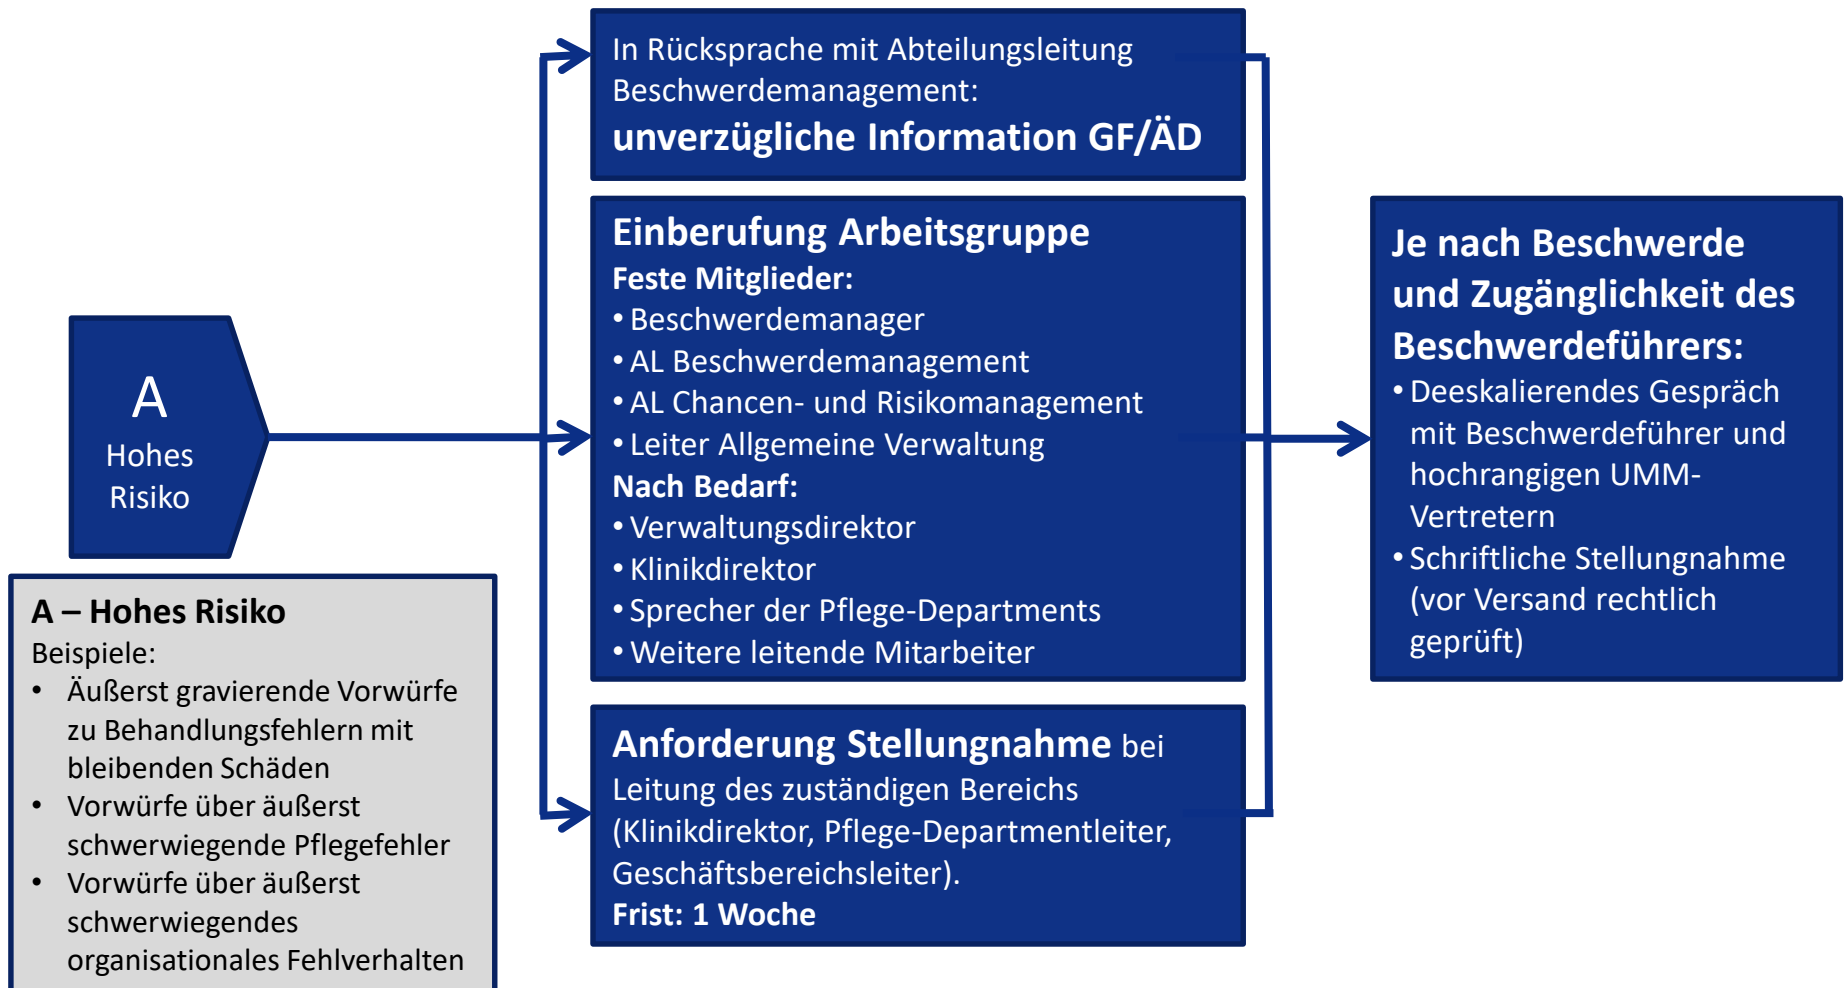 A
Hohes
Risiko
A – Hohes Risiko
Beispiele:
• Äußerst gravierende Vorwürfe
zu Behandlungsfehlern mit
bleibenden Schäden
• Vorwürfe über äußerst
schwerwiegende Pflegefehler
• Vorwürfe über äußerst
schwerwiegendes
organisationales Fehlverhalten
In Rücksprache mit Abteilungsleitung
Beschwerdemanagement:
unverzügliche Information GF/ÄD
Einberufung Arbeitsgruppe
Feste Mitglieder:
• Beschwerdemanager
• AL Beschwerdemanagement
• AL Chancen- und Risikomanagement
• Leiter Allgemeine Verwaltung
Nach Bedarf:
• Verwaltungsdirektor
• Klinikdirektor
• Sprecher der Pflege-Departments
• Weitere leitende Mitarbeiter
Anforderung Stellungnahme bei
Leitung des zuständigen Bereichs
(Klinikdirektor, Pflege-Departmentleiter,
Geschäftsbereichsleiter).
Frist: 1 Woche
Je nach Beschwerde
und Zugänglichkeit des
Beschwerdeführers:
• Deeskalierendes Gespräch
mit Beschwerdeführer und
hochrangigen UMM-
Vertretern
• Schriftliche Stellungnahme
(vor Versand rechtlich
geprüft)